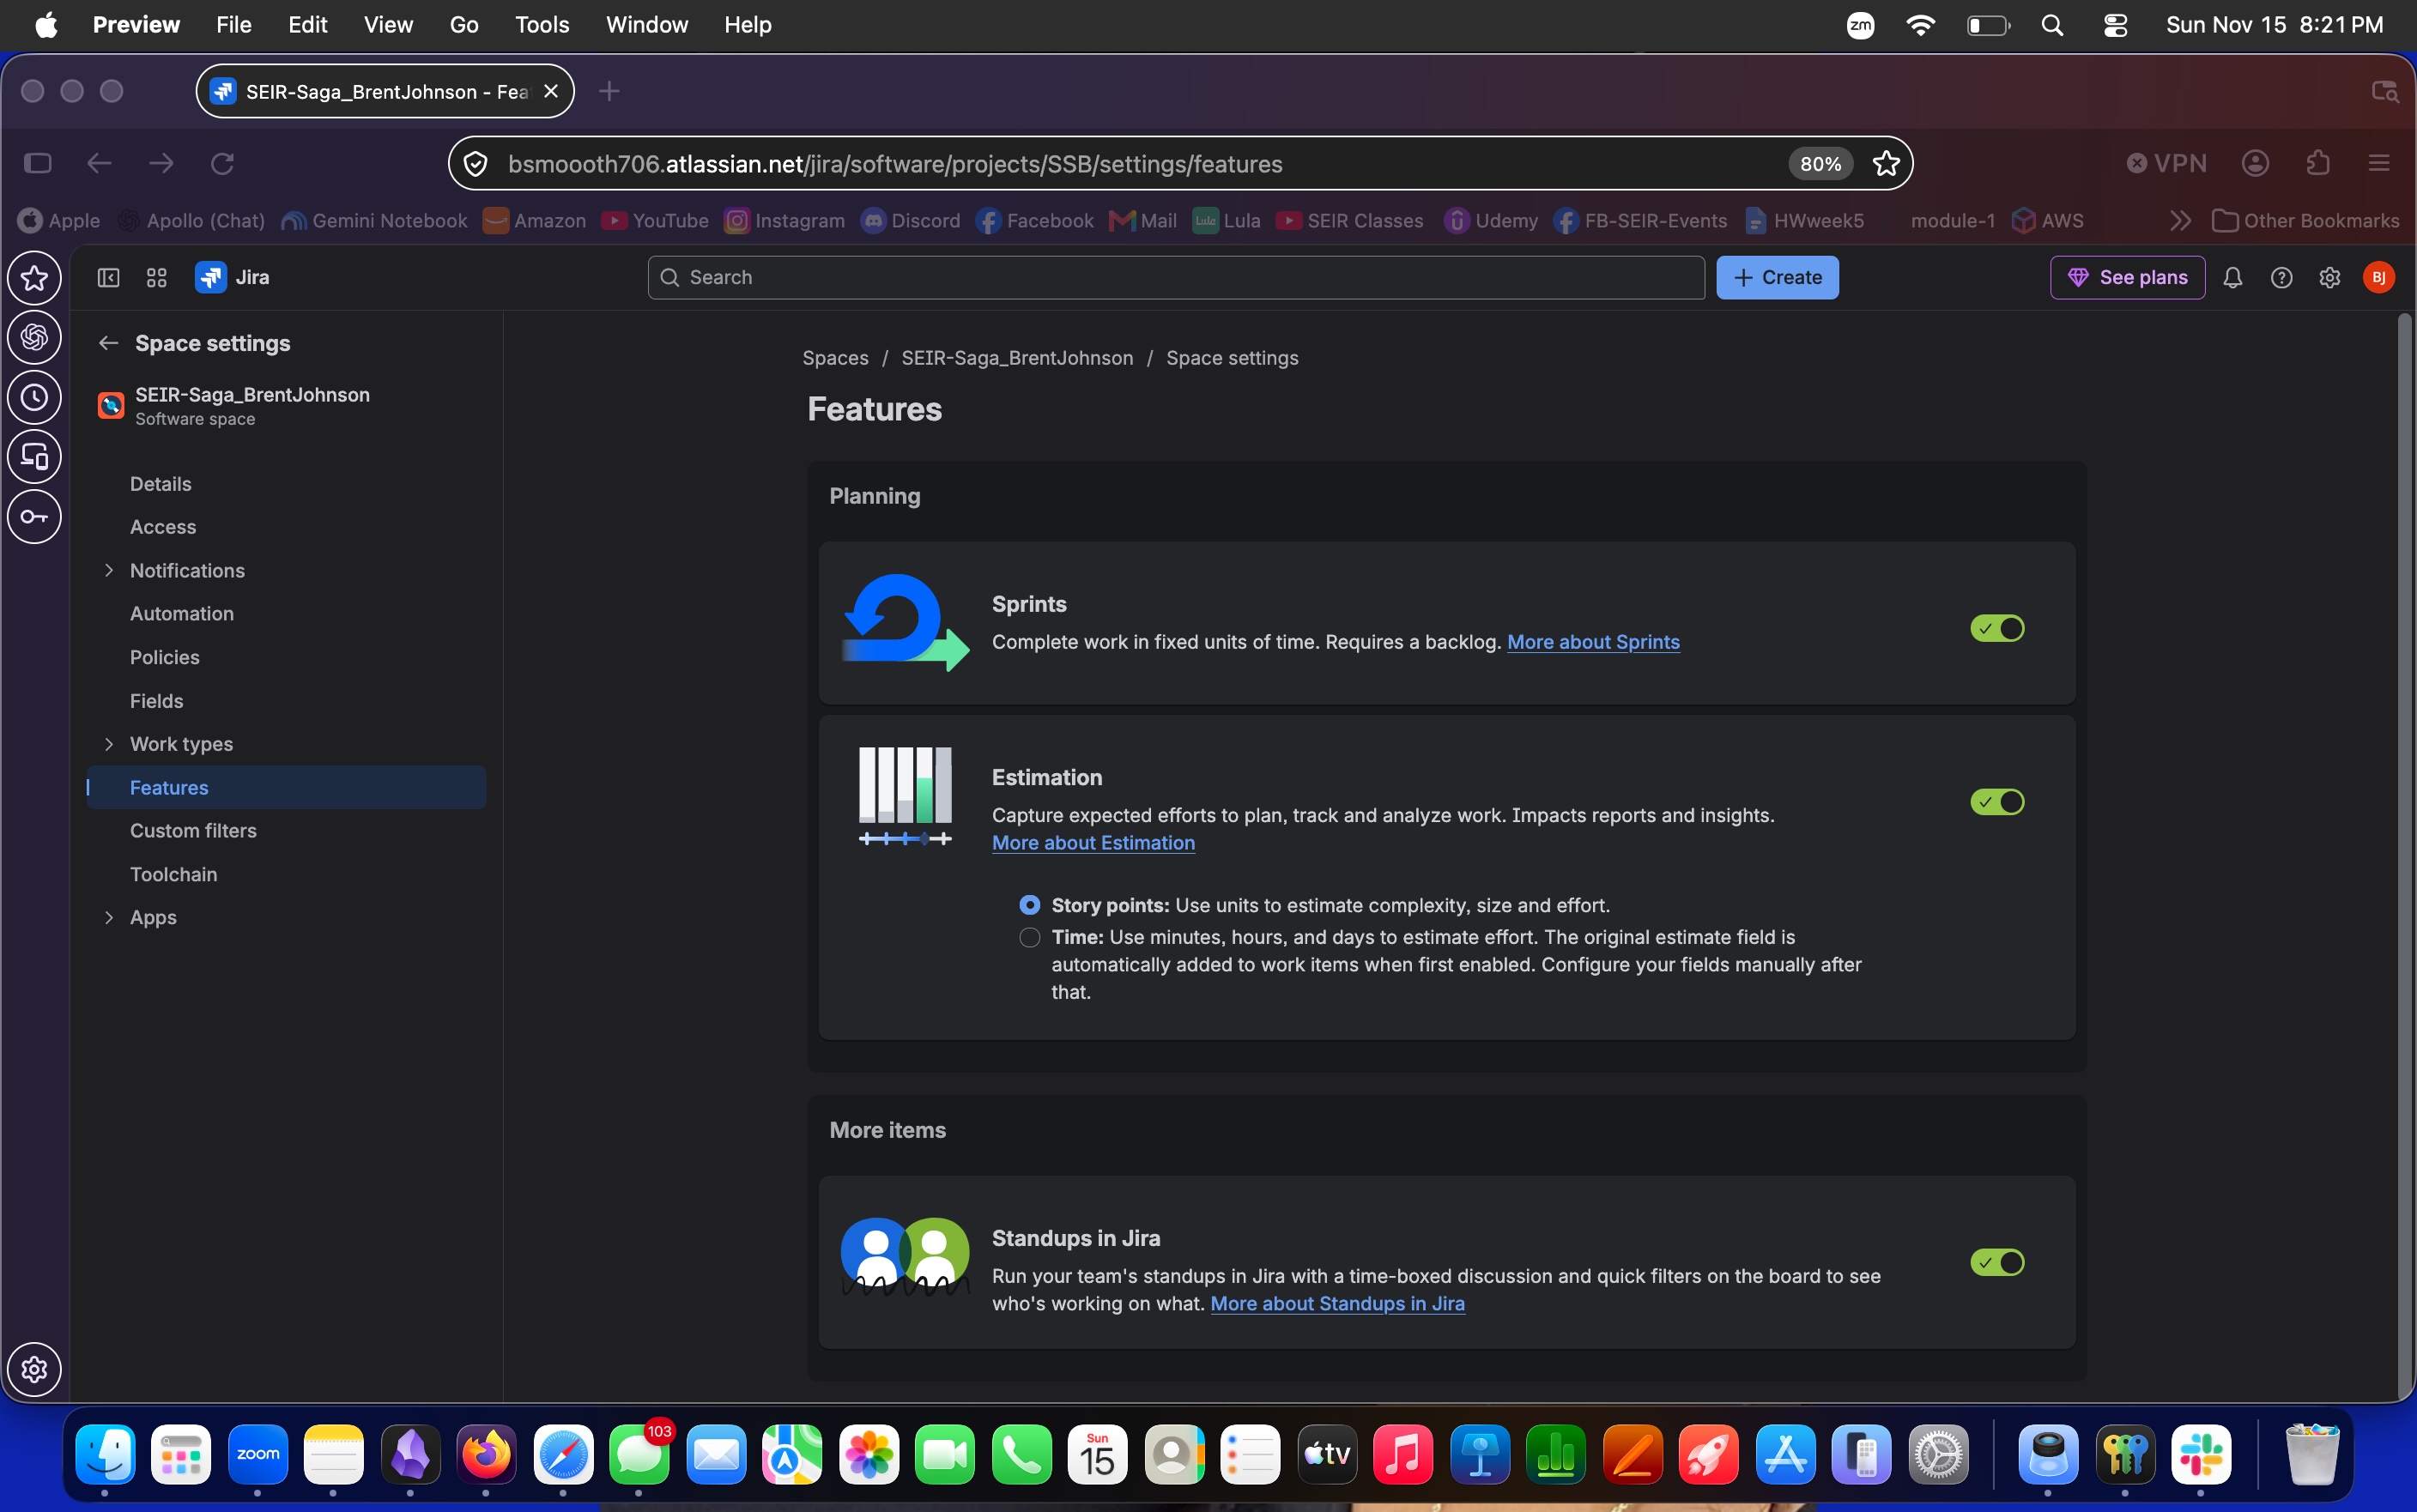 Preview File Edit View Go Tools Window Help
zm
Sun Nov 15 8:21 PM
SEIR-Saga_BrentJohnson - Fea
bsmoooth706.atlassian.net/jira/software/projects/SSB/settings/features
80%
VPN
Apple Apollo (Chat) Gemini Notebook Amazon YouTube Instagram Discord Facebook Mail Lula SEIR Classes Udemy FB-SEIR-Events HWweek5 module-1 AWS Other Bookmarks
Jira
Search
Create
See plans
BJ
Space settings
SEIR-Saga_BrentJohnson
Software space
Details
Access
Notifications
Automation
Policies
Fields
Work types
Features
Custom filters
Toolchain
Apps
Spaces / SEIR-Saga_BrentJohnson / Space settings
Features
Planning
Sprints
Complete work in fixed units of time. Requires a backlog. More about Sprints
Estimation
Capture expected efforts to plan, track and analyze work. Impacts reports and insights.
More about Estimation
Story points: Use units to estimate complexity, size and effort.
Time: Use minutes, hours, and days to estimate effort. The original estimate field is
automatically added to work items when first enabled. Configure your fields manually after
that.
More items
Standups in Jira
Run your team's standups in Jira with a time-boxed discussion and quick filters on the board to see
who's working on what. More about Standups in Jira
zoom
103
Sun
15
tv